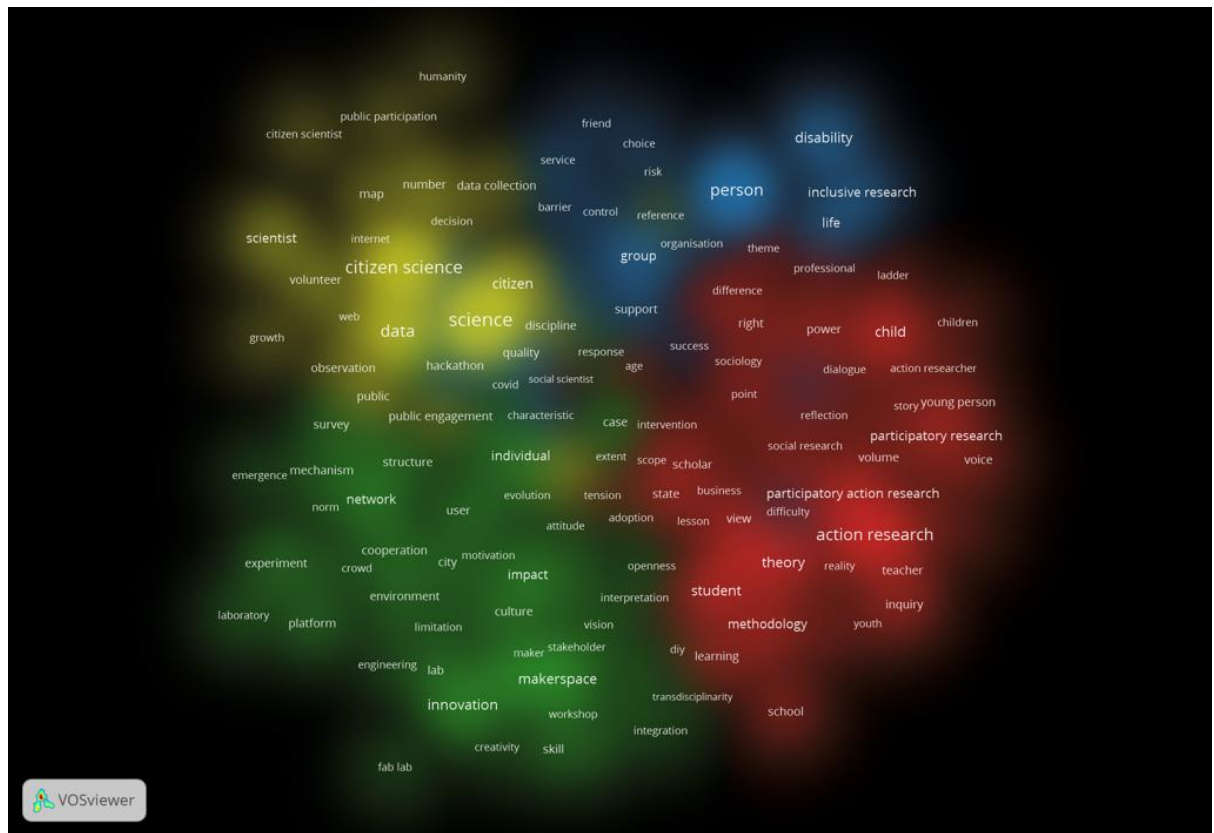 humanity
public participation
citizen scientist
friend
choice
disability
service
risk
map
number
data collection
person
inclusive research
barrier
control
reference
decision
life
scientist
internet
organisation
theme
citizen science
group
professional
ladder
volunteer
citizen
difference
web
science
discipline
support
right
power
child
children
growth
data
quality
response
success
sociology
observation
hackathon
age
dialogue
action researcher
covid
social scientist
point
public
story
young person
public engagement
characteristic
reflection
survey
case
intervention
participatory research
social research
individual
extent
scope
scholar
volume
voice
emergence
mechanism
structure
network
evolution
tension
state
business
participatory action research
norm
user
adoption
lesson
view
difficulty
attitude
action research
cooperation
motivation
experiment
crowd
city
openness
theory
reality
teacher
impact
environment
interpretation
student
inquiry
laboratory
platform
limitation
culture
vision
methodology
youth
maker
stakeholder
diy
learning
engineering
lab
makerspace
transdisciplinarity
innovation
workshop
school
integration
creativity
skill
fab lab
VOSviewer